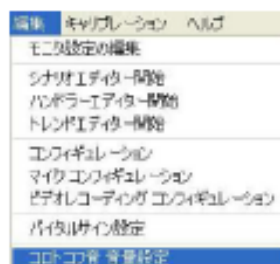 編集 キャリブレーション ヘルプ
モニタ設定の編集
シナリオエディター開始
ハンドラーエディター開始
トレンドエディター開始
コンフィギュレーション
マイク コンフィギュレーション
ビデオレコーディング コンフィギュレーション
バイタルサイン設定
コロトコフ音 音量設定